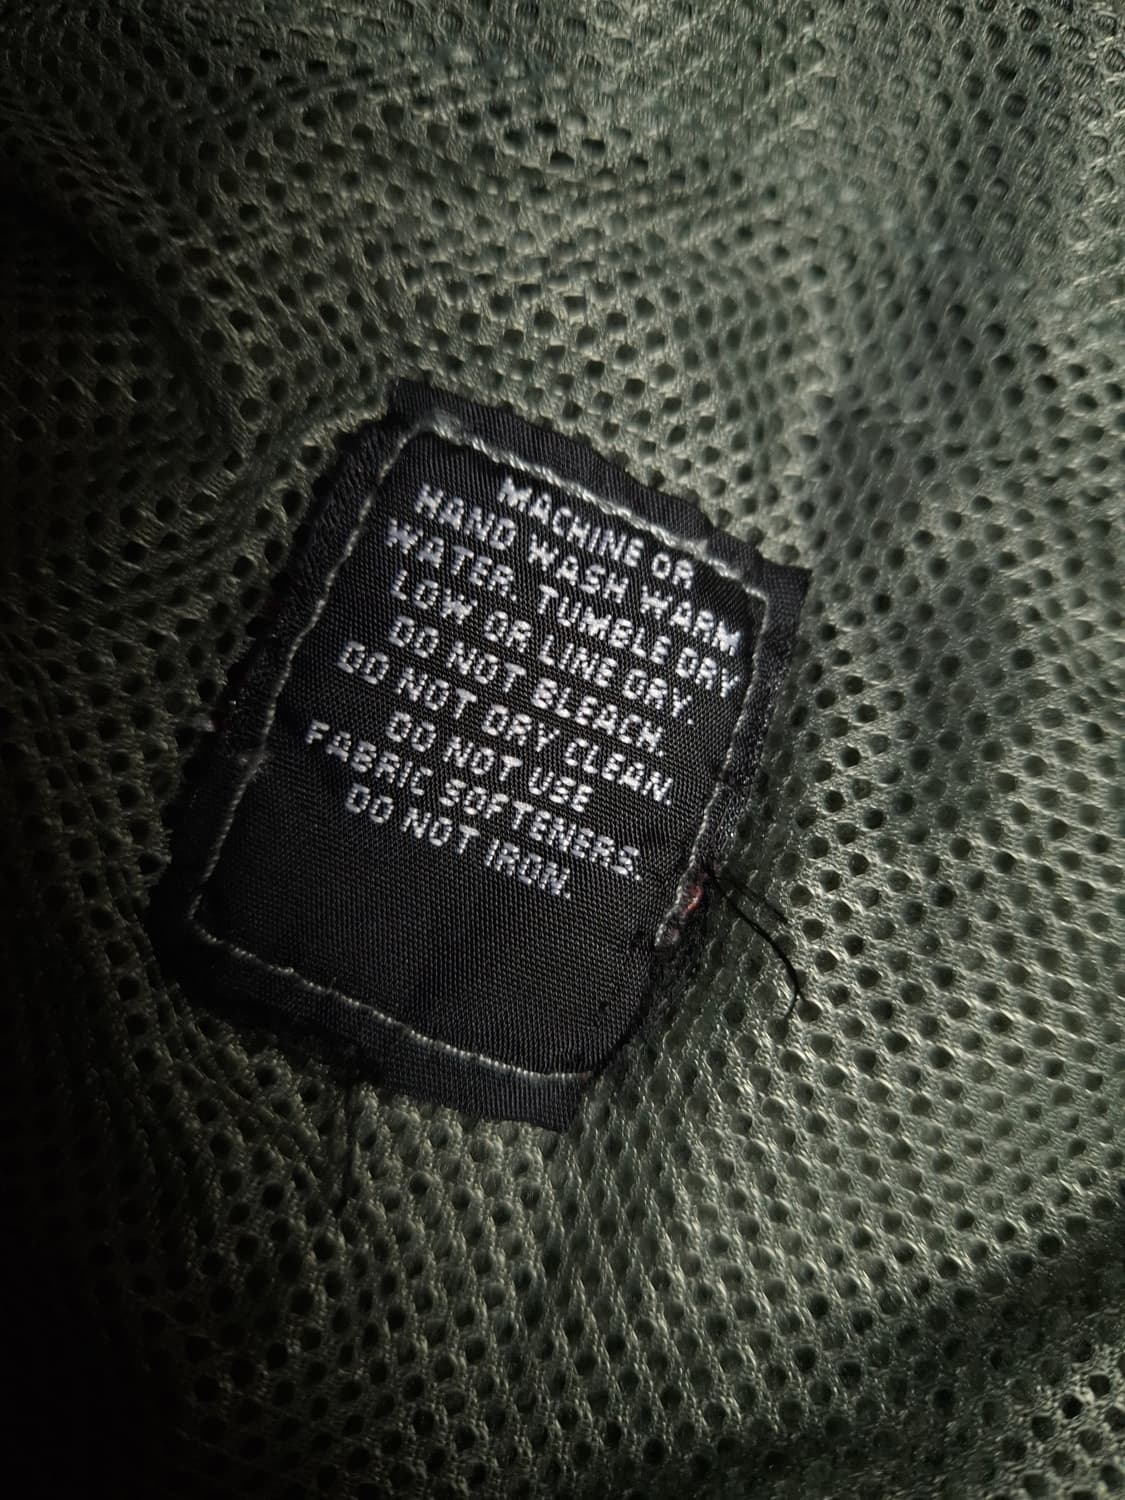 MACHINE OR
HAND WASH WARM
WATER. TUMBLE DRY
LOW OR LINE DRY.
DO NOT BLEACH.
DO NOT DRY CLEAN.
DO NOT USE
FABRIC SOFTENERS.
DO NOT IRON.